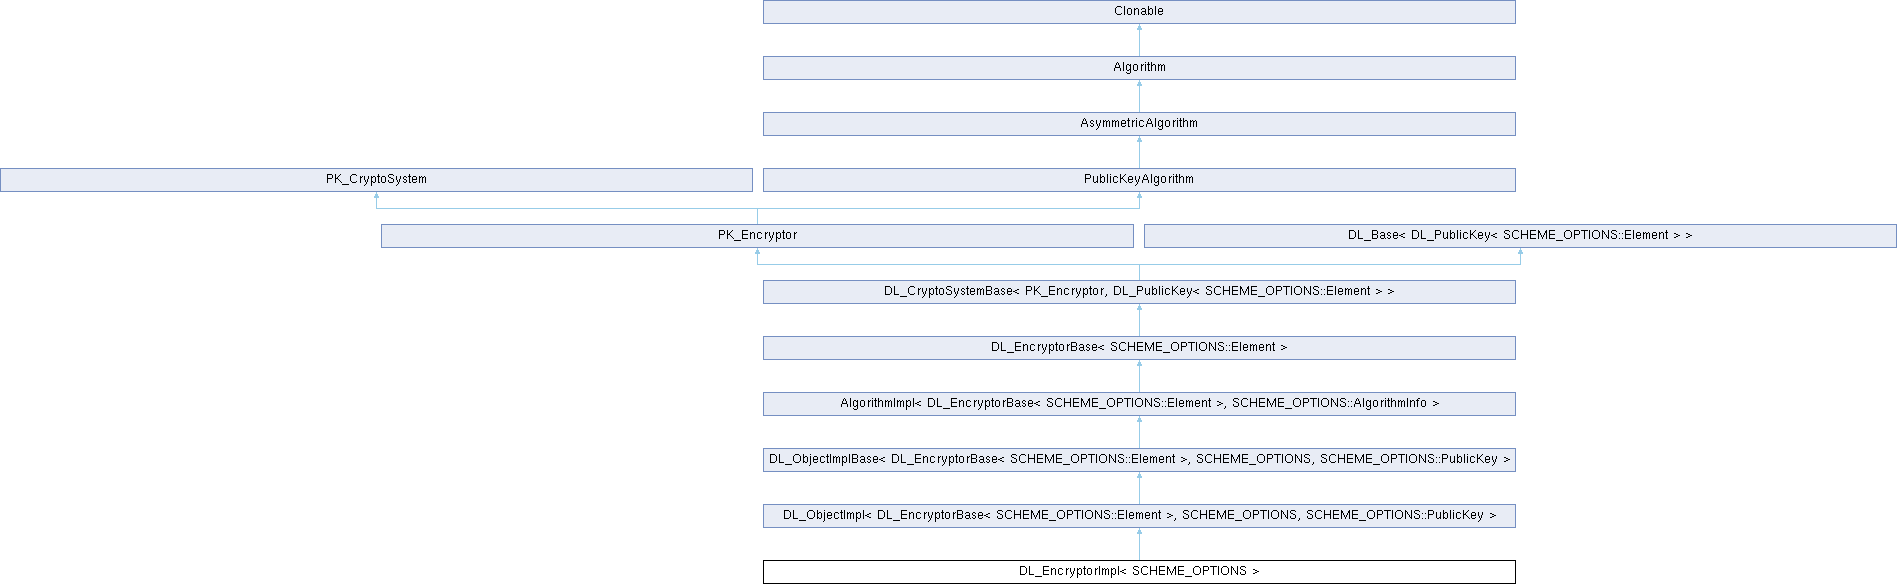 Clonable
Algorithm
AsymmetricAlgorithm
PK_CryptoSystem
PublicKeyAlgorithm
PK_Encryptor
DL_Base< DL_PublicKey< SCHEME_OPTIONS::Element > >
DL_CryptoSystemBase< PK_Encryptor, DL_PublicKey< SCHEME_OPTIONS::Element > >
DL_EncryptorBase< SCHEME_OPTIONS::Element >
AlgorithmImpl< DL_EncryptorBase< SCHEME_OPTIONS::Element >, SCHEME_OPTIONS::AlgorithmInfo >
DL_ObjectImplBase< DL_EncryptorBase< SCHEME_OPTIONS::Element >, SCHEME_OPTIONS, SCHEME_OPTIONS::PublicKey >
DL_ObjectImpl< DL_EncryptorBase< SCHEME_OPTIONS::Element >, SCHEME_OPTIONS, SCHEME_OPTIONS::PublicKey >
DL_EncryptorImpl< SCHEME_OPTIONS >